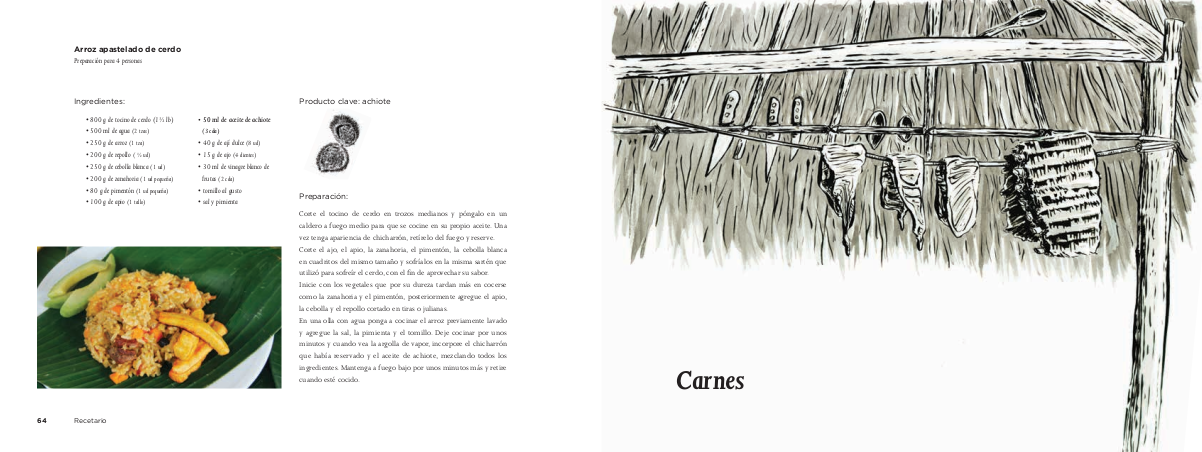 Arroz apastelado de cerdo
Preparación para 4 personas
Ingredientes:
• 800 g de tocino de cerdo (1 ½ lb)
• 500 ml de agua (2 tazas)
• 250 g de arroz (1 taza)
• 200 g de repollo (½ ud)
• 250 g de cebolla blanca (1 ud)
• 200 g de zanahoria (1 ud pequeña)
• 80 g de pimentón (1 ud pequeña)
• 100 g de apio (1 tallo)
• 50 ml de aceite de achiote
(3 cda)
• 40 g de ají dulce (8 ud)
• 15 g de ajo (4 dientes)
• 30 ml de vinagre blanco de
frutas (2 cda)
• tomillo al gusto
• sal y pimienta
Producto clave: achiote
Preparación:
Corte el tocino de cerdo en trozos medianos y póngalo en un
caldero a fuego medio para que se cocine en su propio aceite. Una
vez tenga apariencia de chicharrón, retírelo del fuego y reserve.
Corte el ajo, el apio, la zanahoria, el pimentón, la cebolla blanca
en cuadritos del mismo tamaño y sofríalos en la misma sartén que
utilizó para sofreír el cerdo, con el fin de aprovechar su sabor.
Inicie con los vegetales que por su dureza tardan más en cocerse
como la zanahoria y el pimentón, posteriormente agregue el apio,
la cebolla y el repollo cortado en tiras o julianas.
En una olla con agua ponga a cocinar el arroz previamente lavado
y agregue la sal, la pimienta y el tomillo. Deje cocinar por unos
minutos y cuando vea la argolla de vapor, incorpore el chicharrón
que había reservado y el aceite de achiote, mezclando todos los
ingredientes. Mantenga a fuego bajo por unos minutos más y retire
cuando esté cocido.
64
Recetario
Carnes